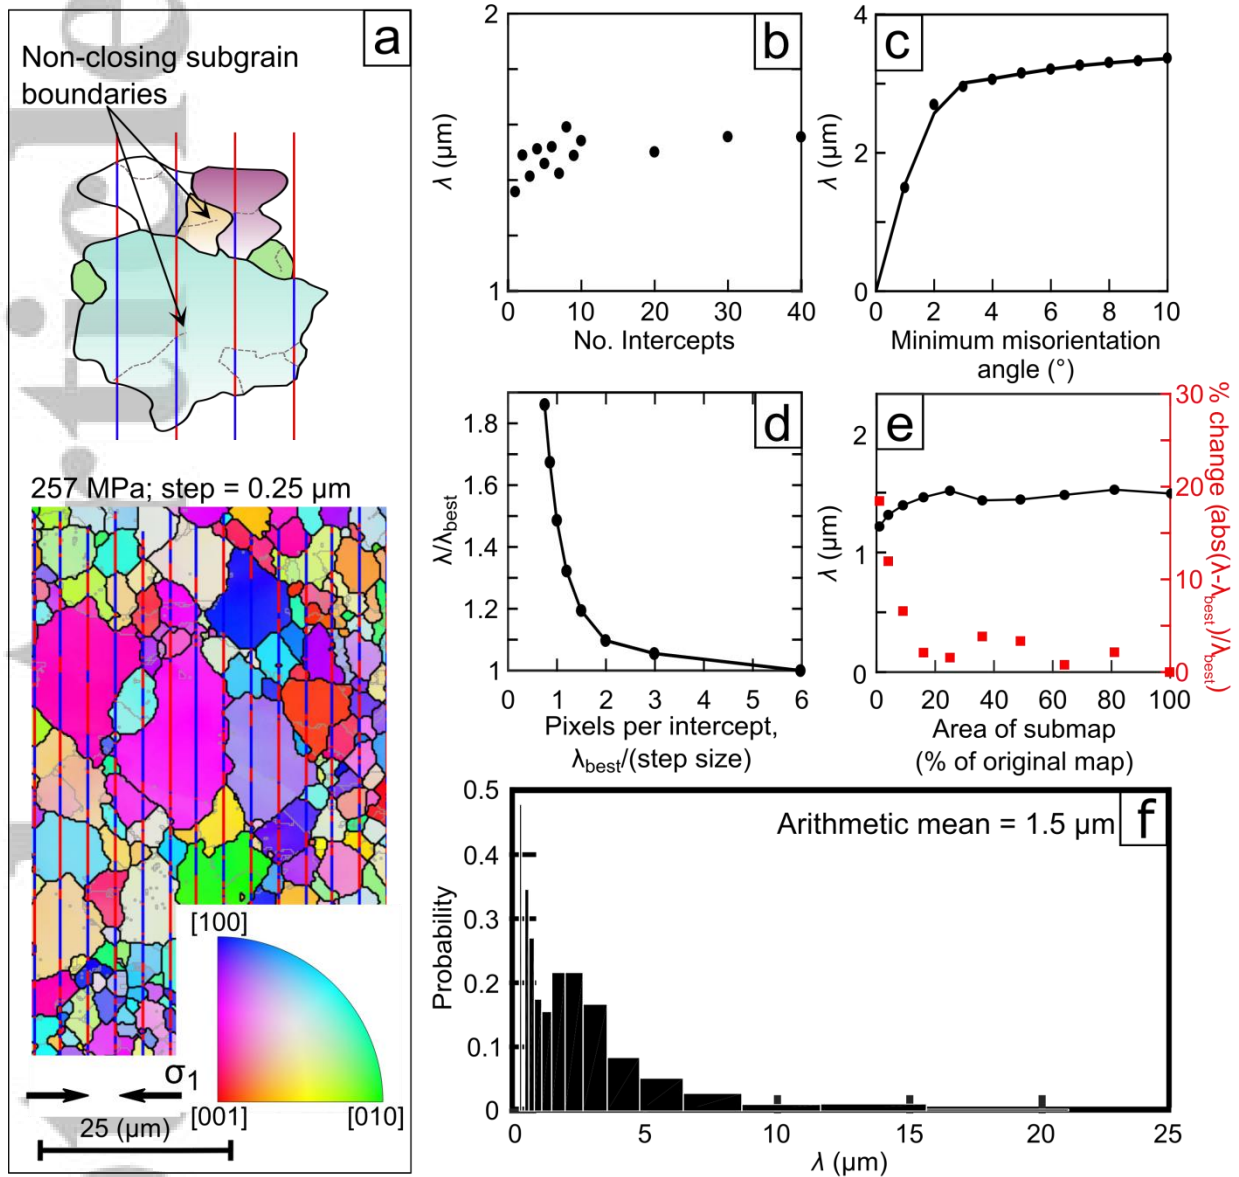 a
Non-closing subgrain
boundaries
257 MPa; step = 0.25 µm
[100]
[001]
[010]
σ1
25 (µm)
b
2
1
λ (µm)
0 10 20 30 40
No. Intercepts
c
4
2
0
λ (µm)
0 2 4 6 8 10
Minimum misorientation
angle (°)
d
1.8
1.6
1.4
1.2
1
λ/λbest
0 1 2 3 4 5 6
Pixels per intercept,
λbest/(step size)
e
2
1
0
λ (µm)
30
20
10
0
% change (abs(λ-λbest)/λbest)
0 20 40 60 80 100
Area of submap
(% of original map)
f
Arithmetic mean = 1.5 µm
0.5
0.4
0.3
0.2
0.1
0
Probability
0 5 10 15 20 25
λ (µm)